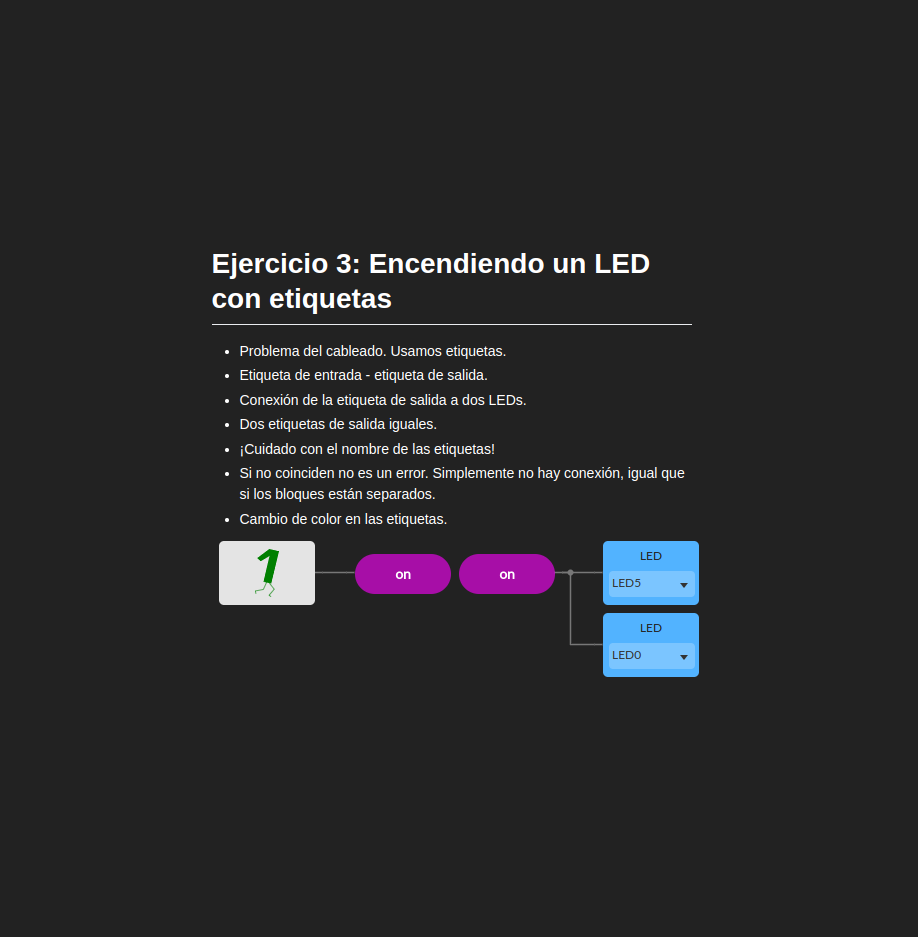 Ejercicio 3: Encendiendo un LED
con etiquetas
Problema del cableado. Usamos etiquetas.
Etiqueta de entrada - etiqueta de salida.
Conexión de la etiqueta de salida a dos LEDs.
Dos etiquetas de salida iguales.
¡Cuidado con el nombre de las etiquetas!
Si no coinciden no es un error. Simplemente no hay conexión, igual que
si los bloques están separados.
Cambio de color en las etiquetas.
1
on
on
LED
LED5
LED
LED0